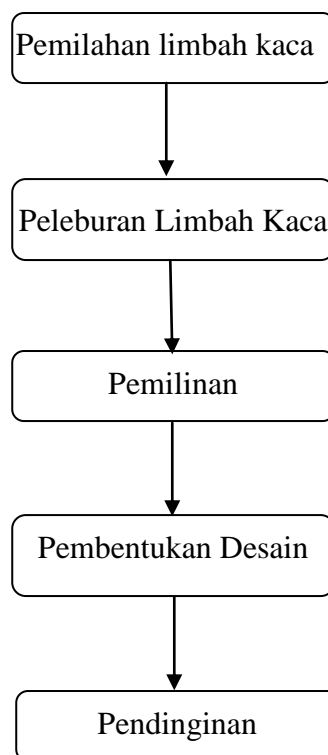 Pemilahan limbah kaca
Peleburan Limbah Kaca
Pemilinan
Pembentukan Desain
Pendinginan